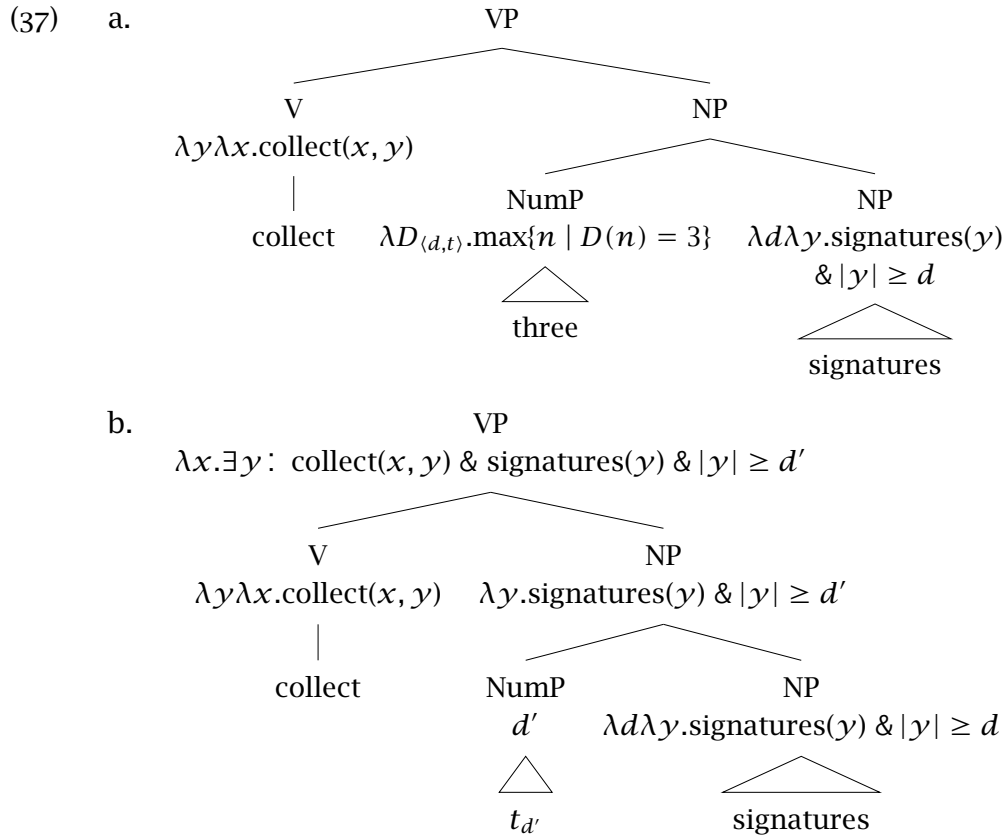 (37) a. VP
V NP
λyλx.collect(x, y)
NumP NP
collect λD⟨d,t⟩.max{n | D(n) = 3} λdλy.signatures(y)
& |y| ≥ d
three
signatures
b. VP
λx.∃y: collect(x, y) & signatures(y) & |y| ≥ d′
V NP
λyλx.collect(x, y) λy.signatures(y) & |y| ≥ d′
collect NumP NP
d′ λdλy.signatures(y) & |y| ≥ d
t_d′ signatures